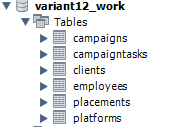 variant12_work
Tables
campaigns
campaigntasks
clients
employees
placements
platforms